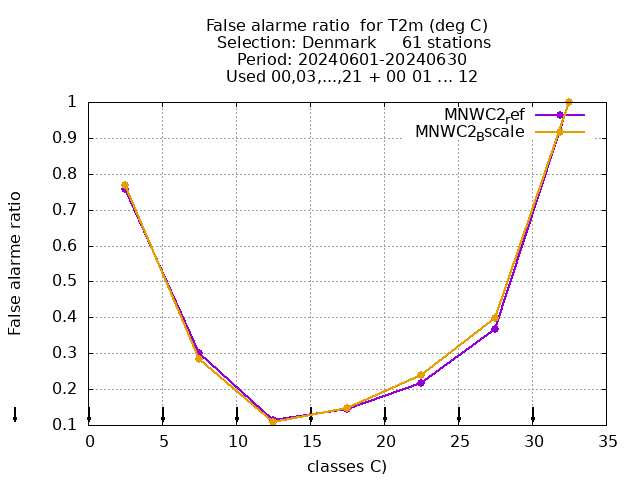 False alarme ratio  for T2m (deg C)
Selection: Denmark     61 stations
Period: 20240601-20240630
Used 00,03,...,21 + 00 01 ... 12
MNWC2ref
MNWC2Bscale
1
0.9
0.8
0.7
0.6
0.5
0.4
0.3
0.2
0.1
False alarme ratio
0 5 10 15 20 25 30 35
classes C)